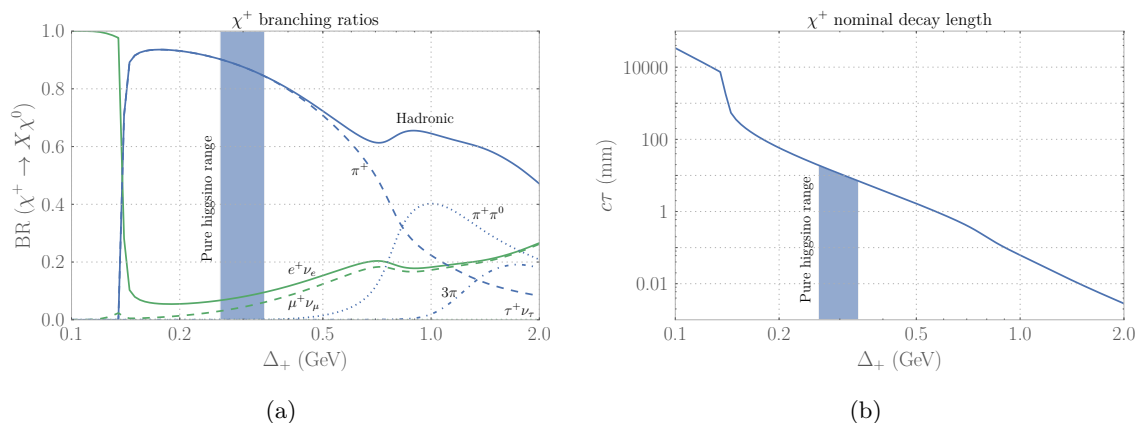 χ⁺ branching ratios
BR (χ⁺ → Xχ⁰)
1.0
0.8
0.6
0.4
0.2
0.0
Pure higgsino range
Hadronic
π⁺
π⁺π⁰
e⁺νₑ
μ⁺ν_μ
3π
τ⁺ν_τ
0.1
0.2
0.5
1.0
2.0
Δ₊ (GeV)
(a)
χ⁺ nominal decay length
cτ (mm)
10000
100
1
0.01
Pure higgsino range
0.1
0.2
0.5
1.0
2.0
Δ₊ (GeV)
(b)